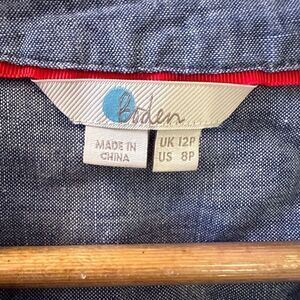 Boden
MADE IN
CHINA
UK 12P
US 8P